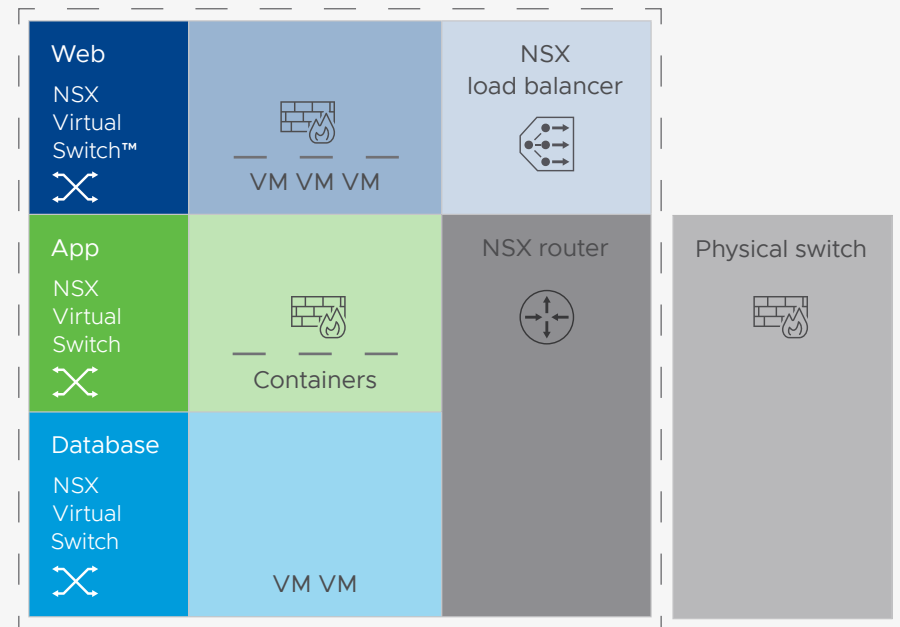 Web
NSX
Virtual
Switch™
VM VM VM
NSX
load balancer
App
NSX
Virtual
Switch
Containers
NSX router
Physical switch
Database
NSX
Virtual
Switch
VM VM